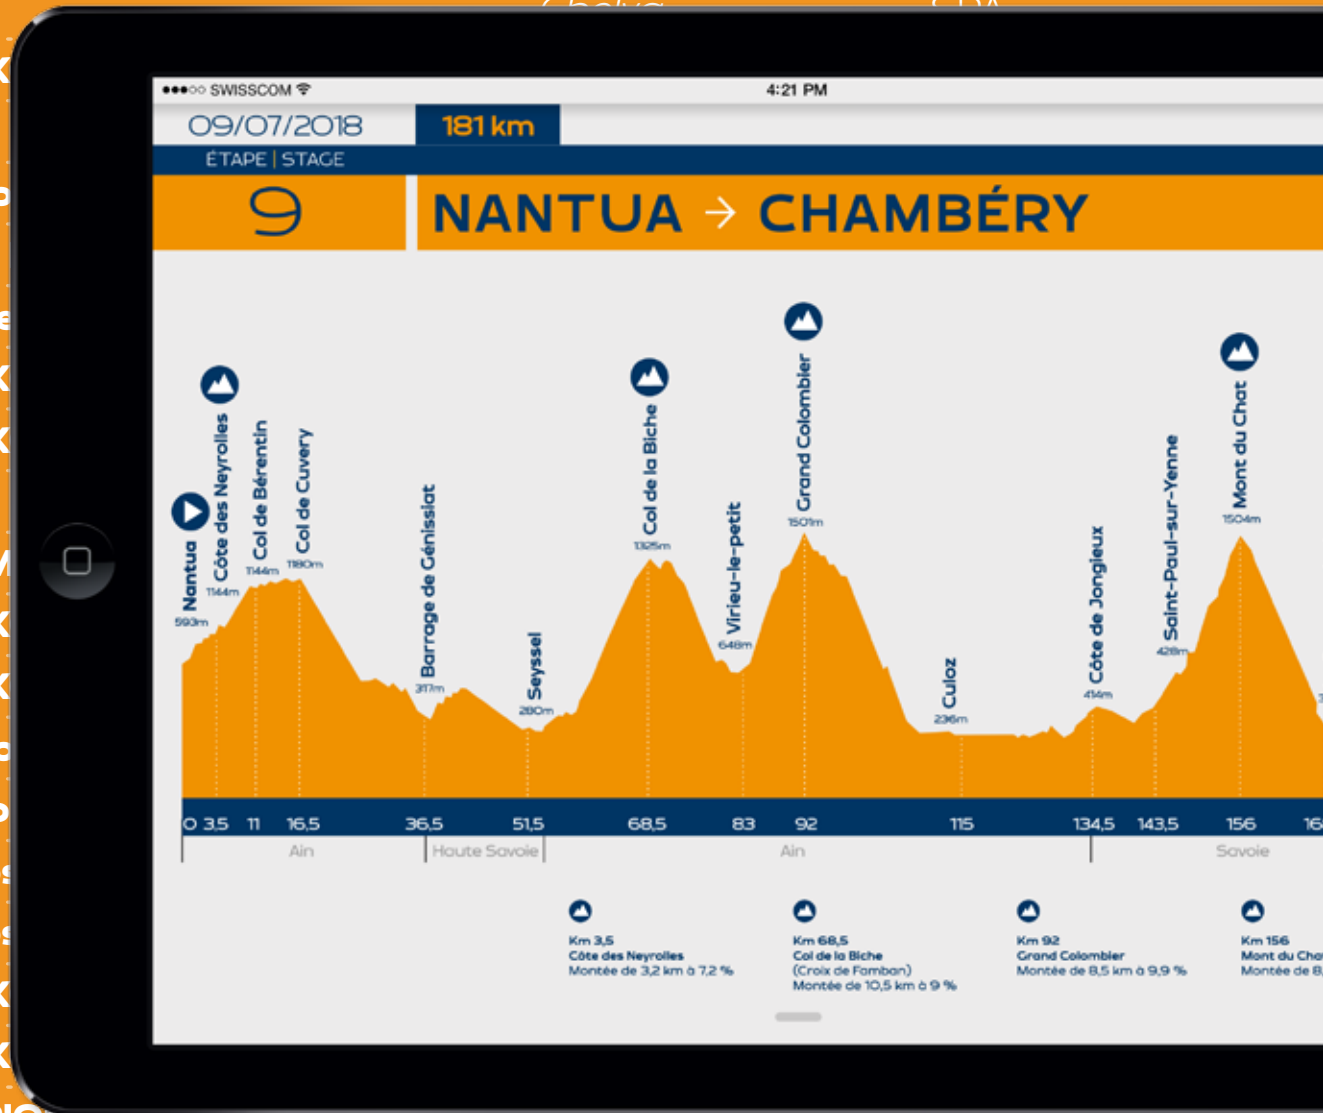 SWISSCOM
4:21 PM
09/07/2018
181 km
ÉTAPE | STAGE
9
NANTUA → CHAMBÉRY
Nantua
593m
Côte des Neyrolles
1144m
Col de Bérentin
1144m
Col de Cuvery
1180m
Barrage de Génissiat
317m
Seyssel
280m
Col de la Biche
1325m
Virieu-le-petit
648m
Grand Colombier
1501m
Culoz
236m
Côte de Jongieux
414m
Saint-Paul-sur-Yenne
428m
Mont du Chat
1504m
0 3,5 11 16,5 36,5 51,5 68,5 83 92 115 134,5 143,5 156
Ain Haute Savoie Ain Savoie
Km 3,5
Côte des Neyrolles
Montée de 3,2 km à 7,2 %
Km 68,5
Col de la Biche
(Croix de Famban)
Montée de 10,5 km à 9 %
Km 92
Grand Colombier
Montée de 8,5 km à 9,9 %
Km 156
Mont du
Montée de